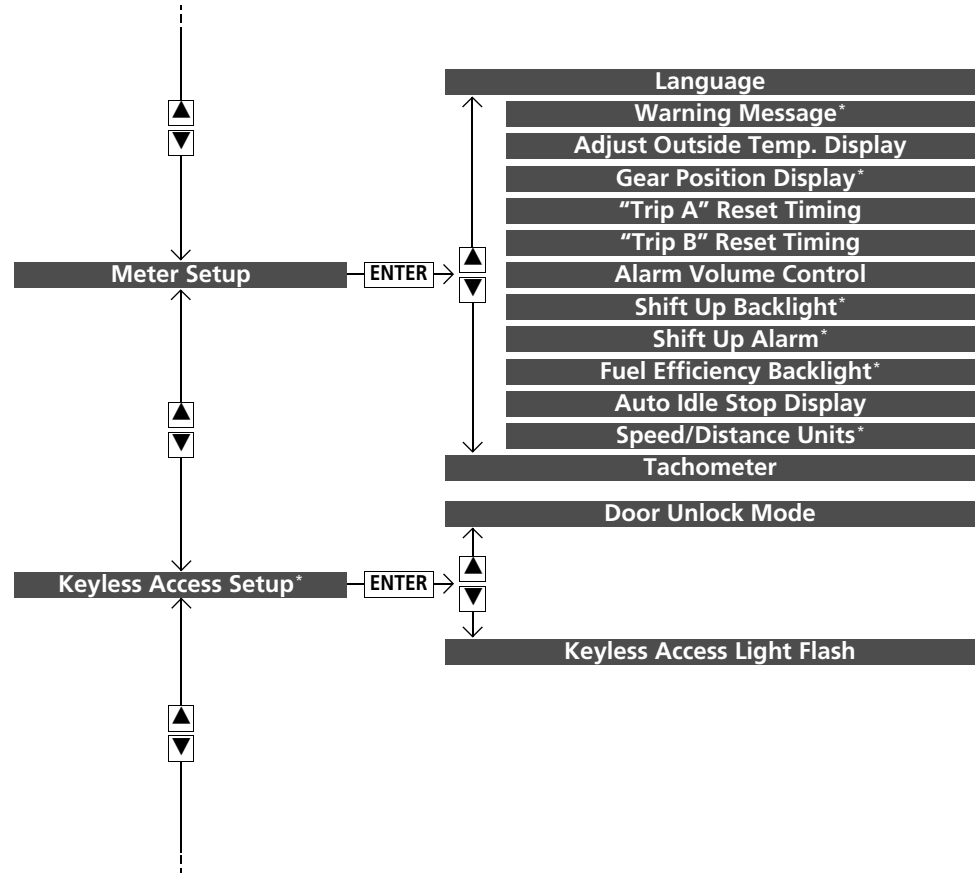 Language
Warning Message*
Adjust Outside Temp. Display
Gear Position Display*
“Trip A” Reset Timing
“Trip B” Reset Timing
Meter Setup
ENTER
Alarm Volume Control
Shift Up Backlight*
Shift Up Alarm*
Fuel Efficiency Backlight*
Auto Idle Stop Display
Speed/Distance Units*
Tachometer
Door Unlock Mode
Keyless Access Setup*
ENTER
Keyless Access Light Flash